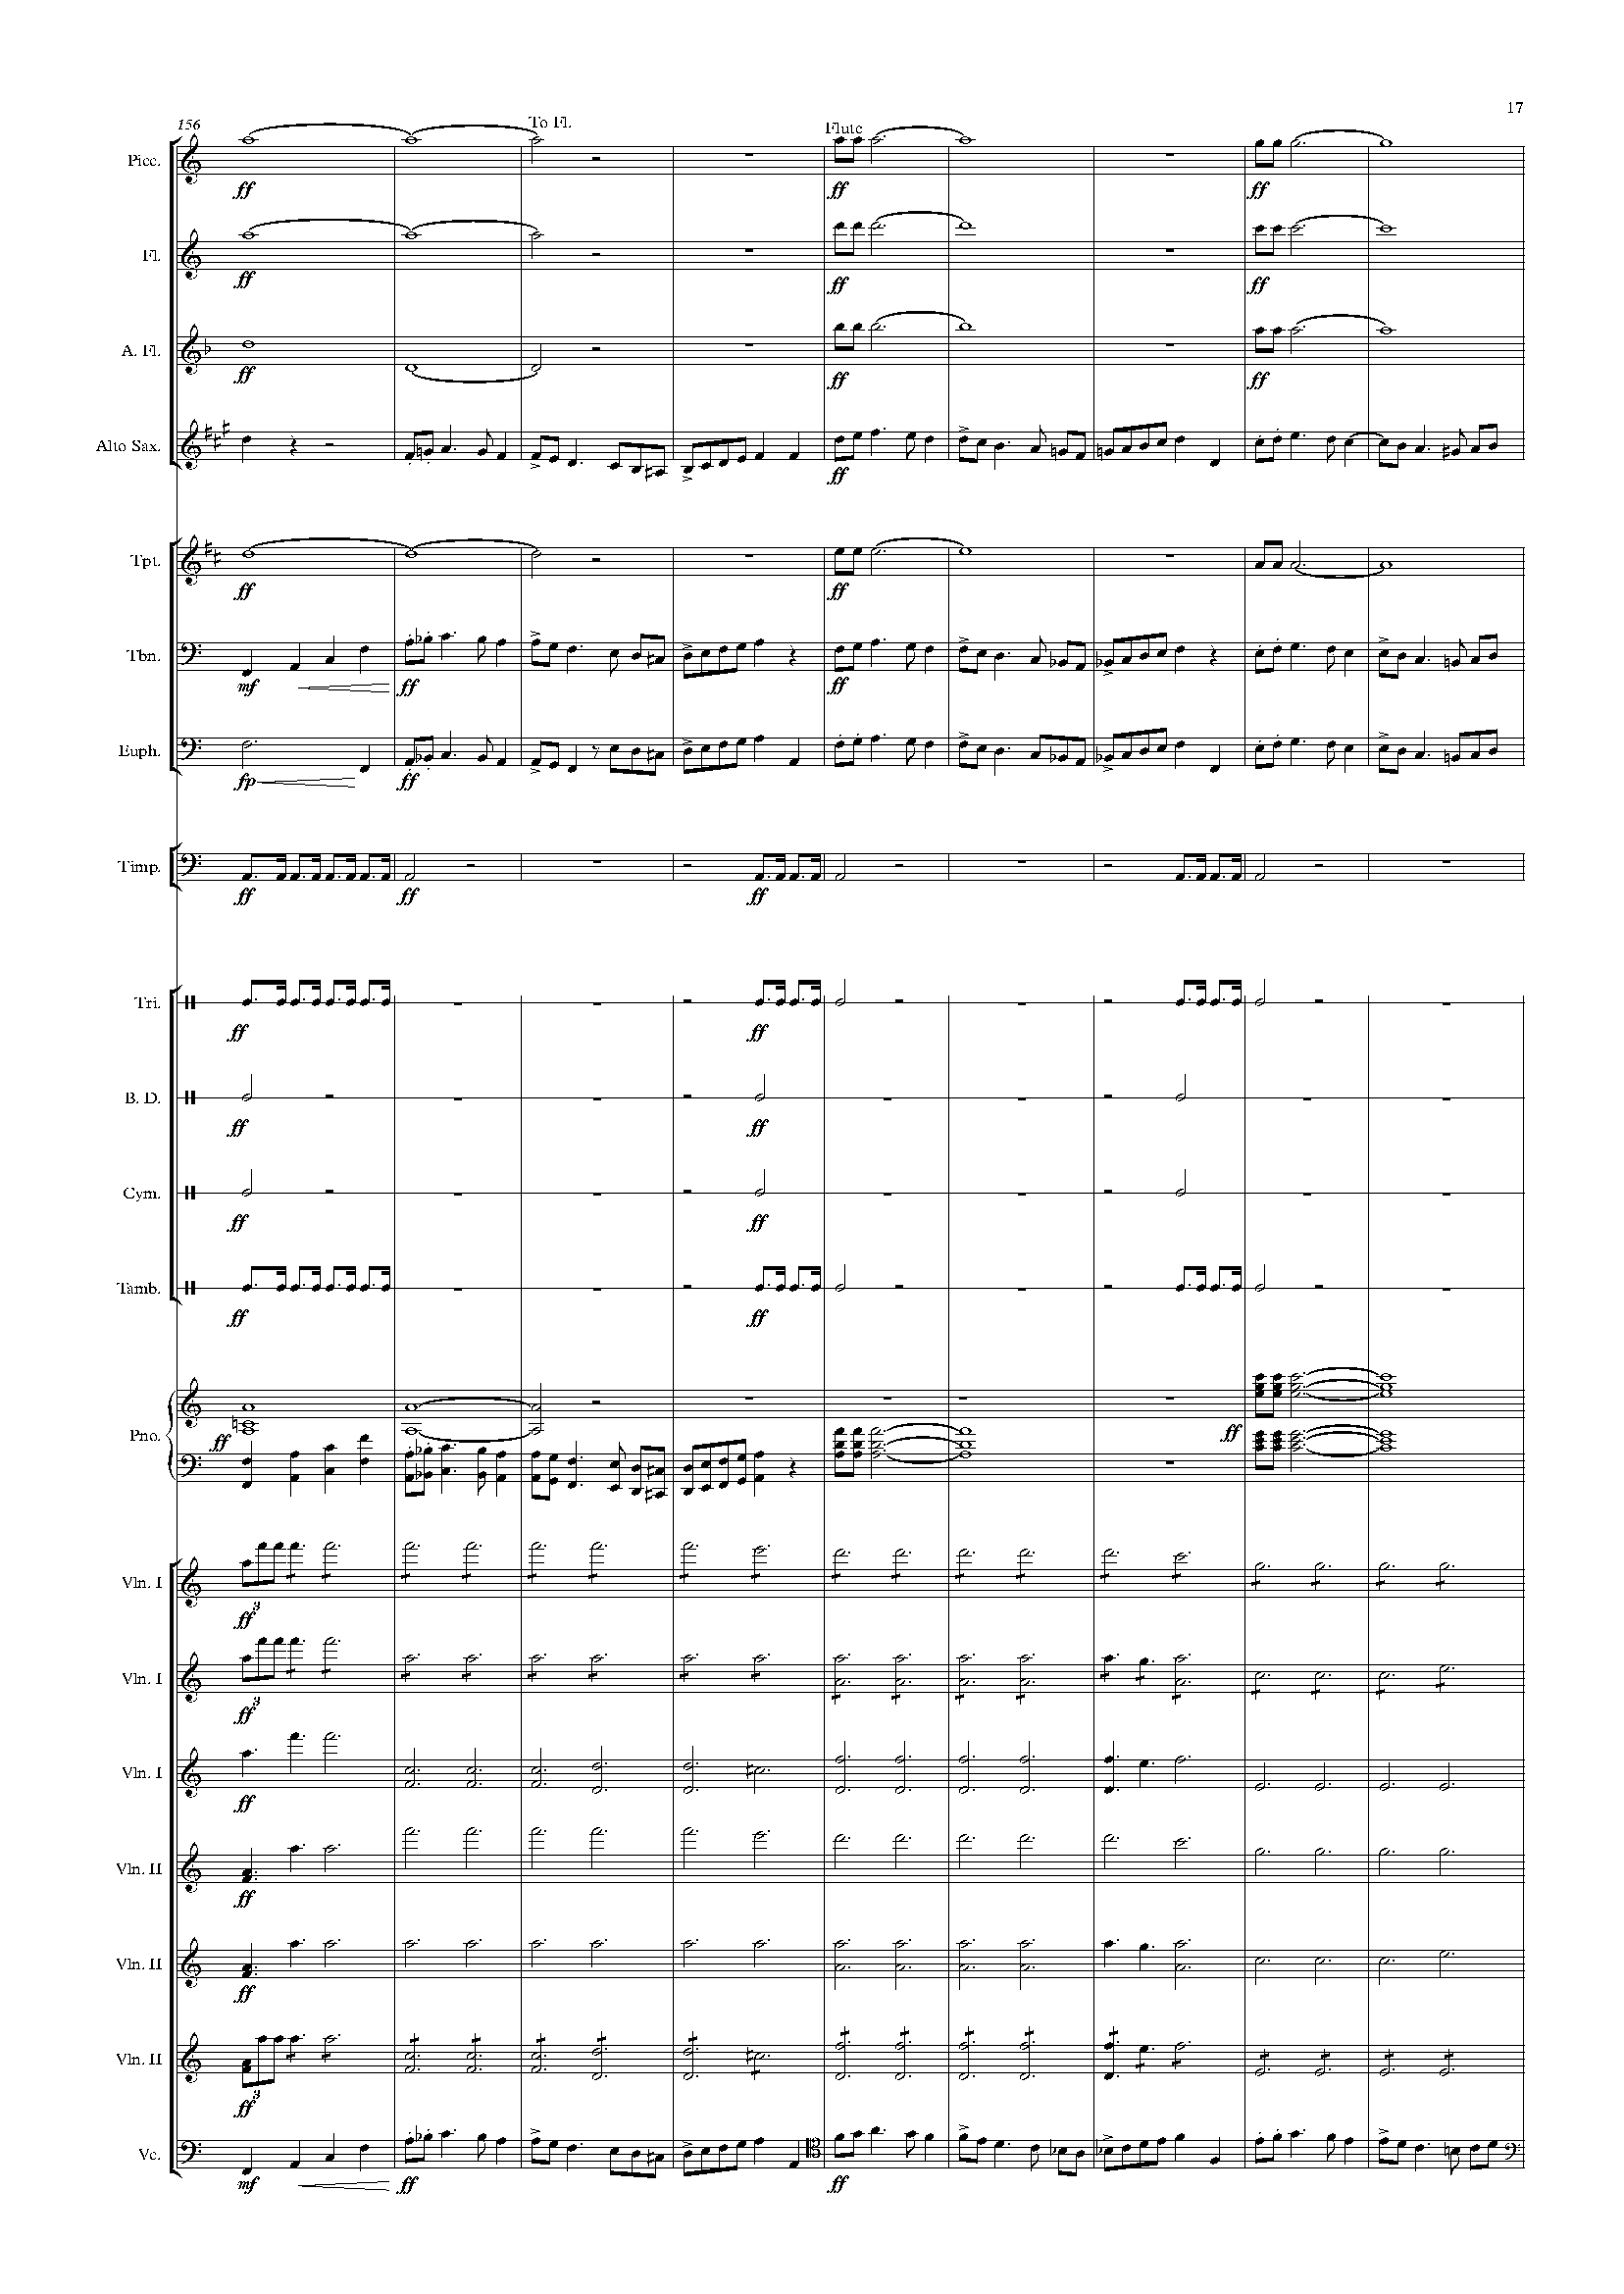 17
156
To Fl.
Flute
Picc.
ff
ff
ff
Fl.
ff
ff
ff
A. Fl.
ff
ff
ff
Alto Sax.
ff
Tpt.
ff
ff
Tbn.
mf
ff
ff
Euph.
fp
ff
Timp.
ff
ff
ff
Tri.
ff
ff
B. D.
ff
ff
Cym.
ff
ff
Tamb.
ff
ff
Pno.
ff
ff
Vln. I
ff
3
Vln. I
ff
3
Vln. I
ff
Vln. II
ff
Vln. II
ff
Vln. II
ff
3
Vc.
mf
ff
ff